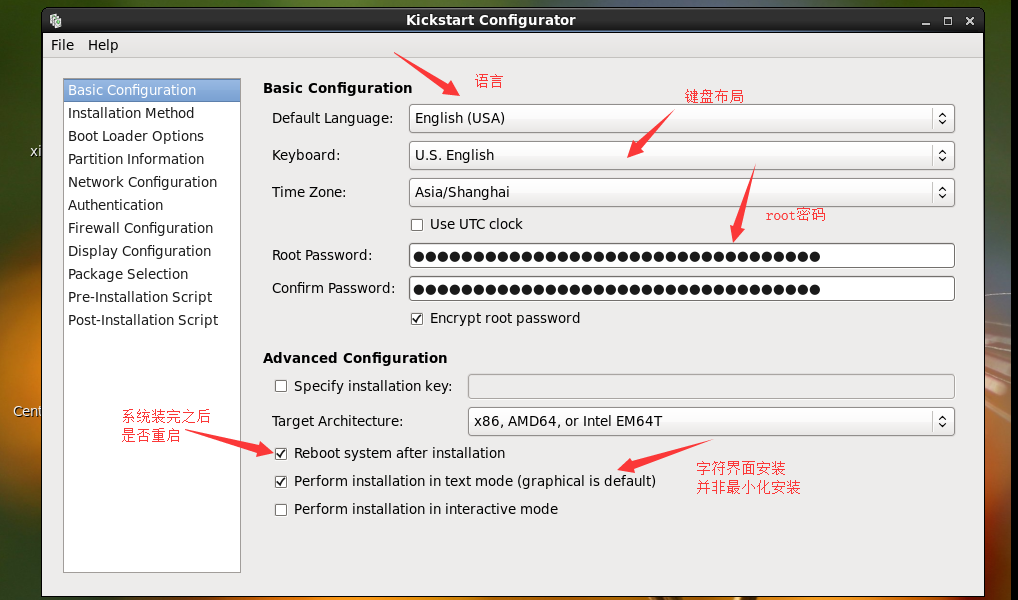 Kickstart Configurator
File Help
Basic Configuration
Installation Method
Boot Loader Options
Partition Information
Network Configuration
Authentication
Firewall Configuration
Display Configuration
Package Selection
Pre-Installation Script
Post-Installation Script
Basic Configuration
语言
键盘布局
Default Language: English (USA)
Keyboard: U.S. English
Time Zone: Asia/Shanghai
Use UTC clock
root密码
Root Password: ●●●●●●●●●●●●●●●●●●●●●●●●●●●●●●●●●●
Confirm Password: ●●●●●●●●●●●●●●●●●●●●●●●●●●●●●●●●●●
Encrypt root password
Advanced Configuration
Specify installation key:
Target Architecture: x86, AMD64, or Intel EM64T
系统装完之后
是否重启
Reboot system after installation
Perform installation in text mode (graphical is default)
字符界面安装
并非最小化安装
Perform installation in interactive mode
xi
Cent